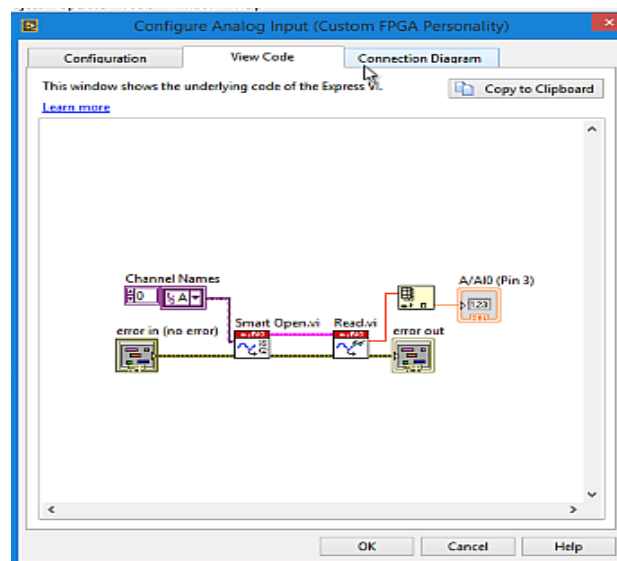 Configure Analog Input (Custom FPGA Personality)
Configuration
View Code
Connection Diagram
This window shows the underlying code of the Express VI.
Copy to Clipboard
Learn more
Channel Names
0
A
A/AI0 (Pin 3)
123
error in (no error)
Smart Open.vi
Read.vi
error out
OK
Cancel
Help